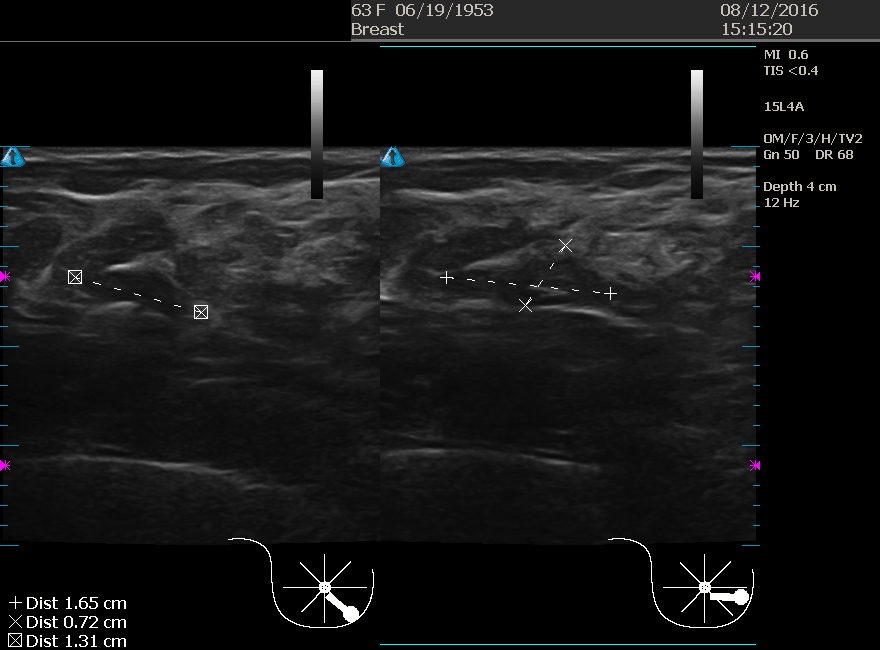 63 F 06/19/1953 08/12/2016
Breast 15:15:20
MI 0.6
TIS <0.4
15L4A
OM/F/3/H/TV2
Gn 50 DR 68
Depth 4 cm
12 Hz
Dist 1.65 cm
Dist 0.72 cm
Dist 1.31 cm